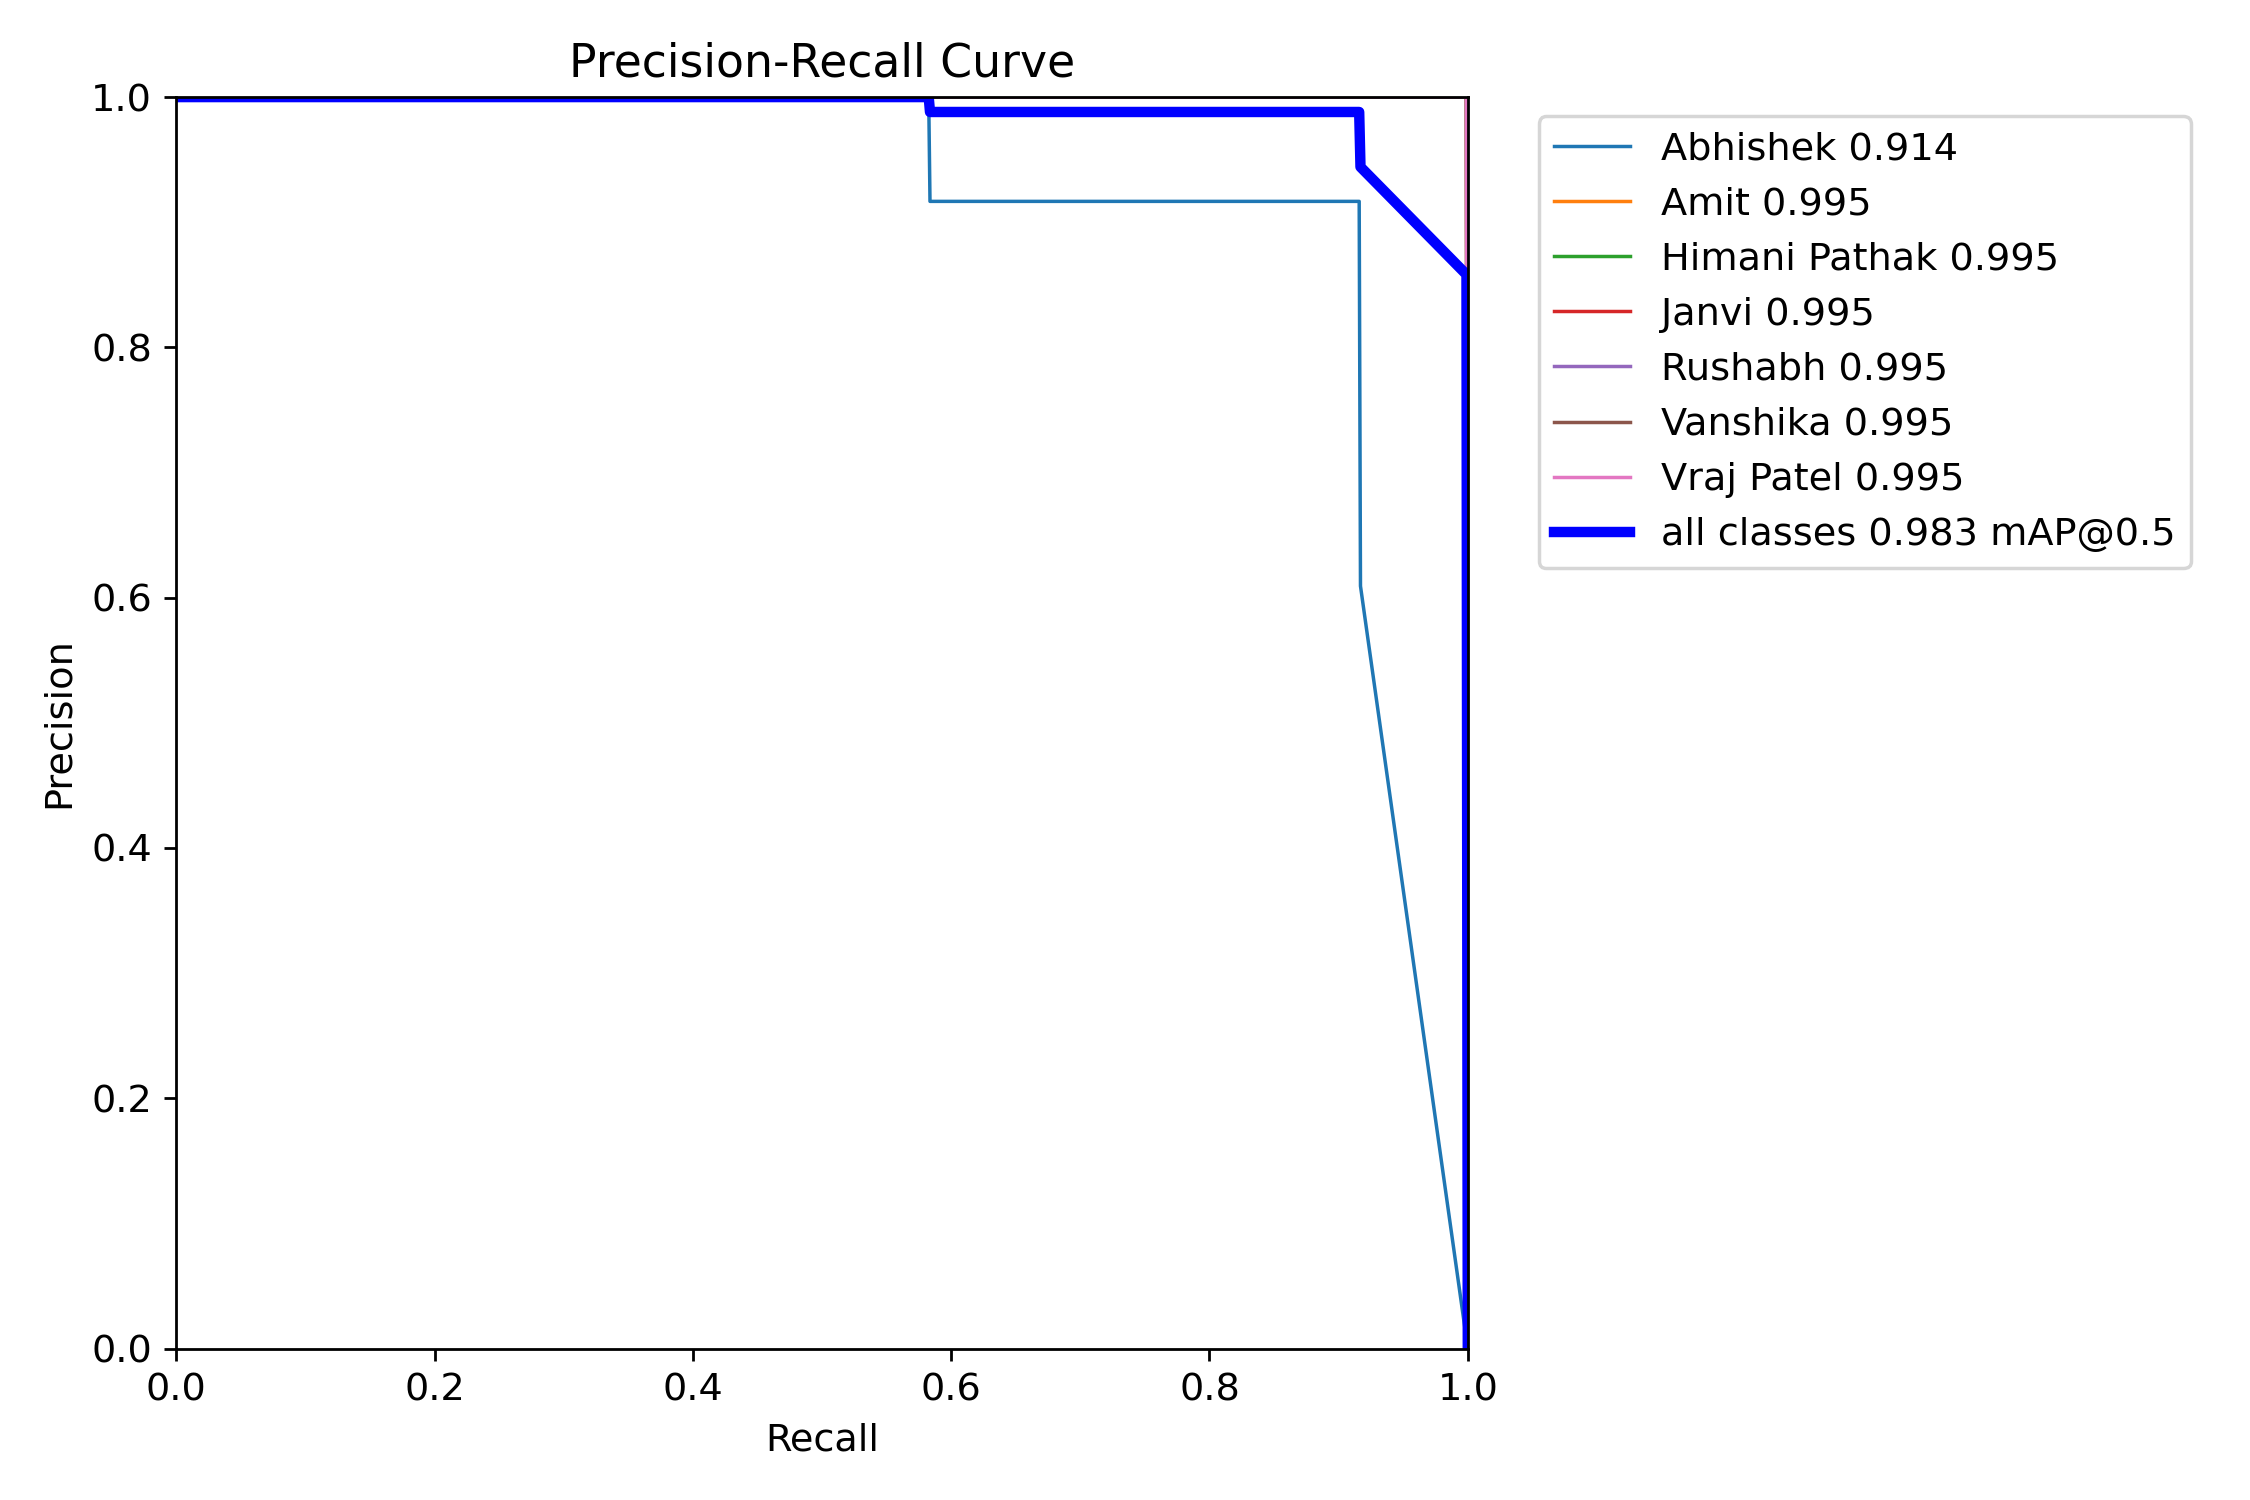 Precision-Recall Curve
1.0
0.8
0.6
0.4
0.2
0.0
Precision
0.0 0.2 0.4 0.6 0.8 1.0
Recall
Abhishek 0.914
Amit 0.995
Himani Pathak 0.995
Janvi 0.995
Rushabh 0.995
Vanshika 0.995
Vraj Patel 0.995
all classes 0.983 mAP@0.5